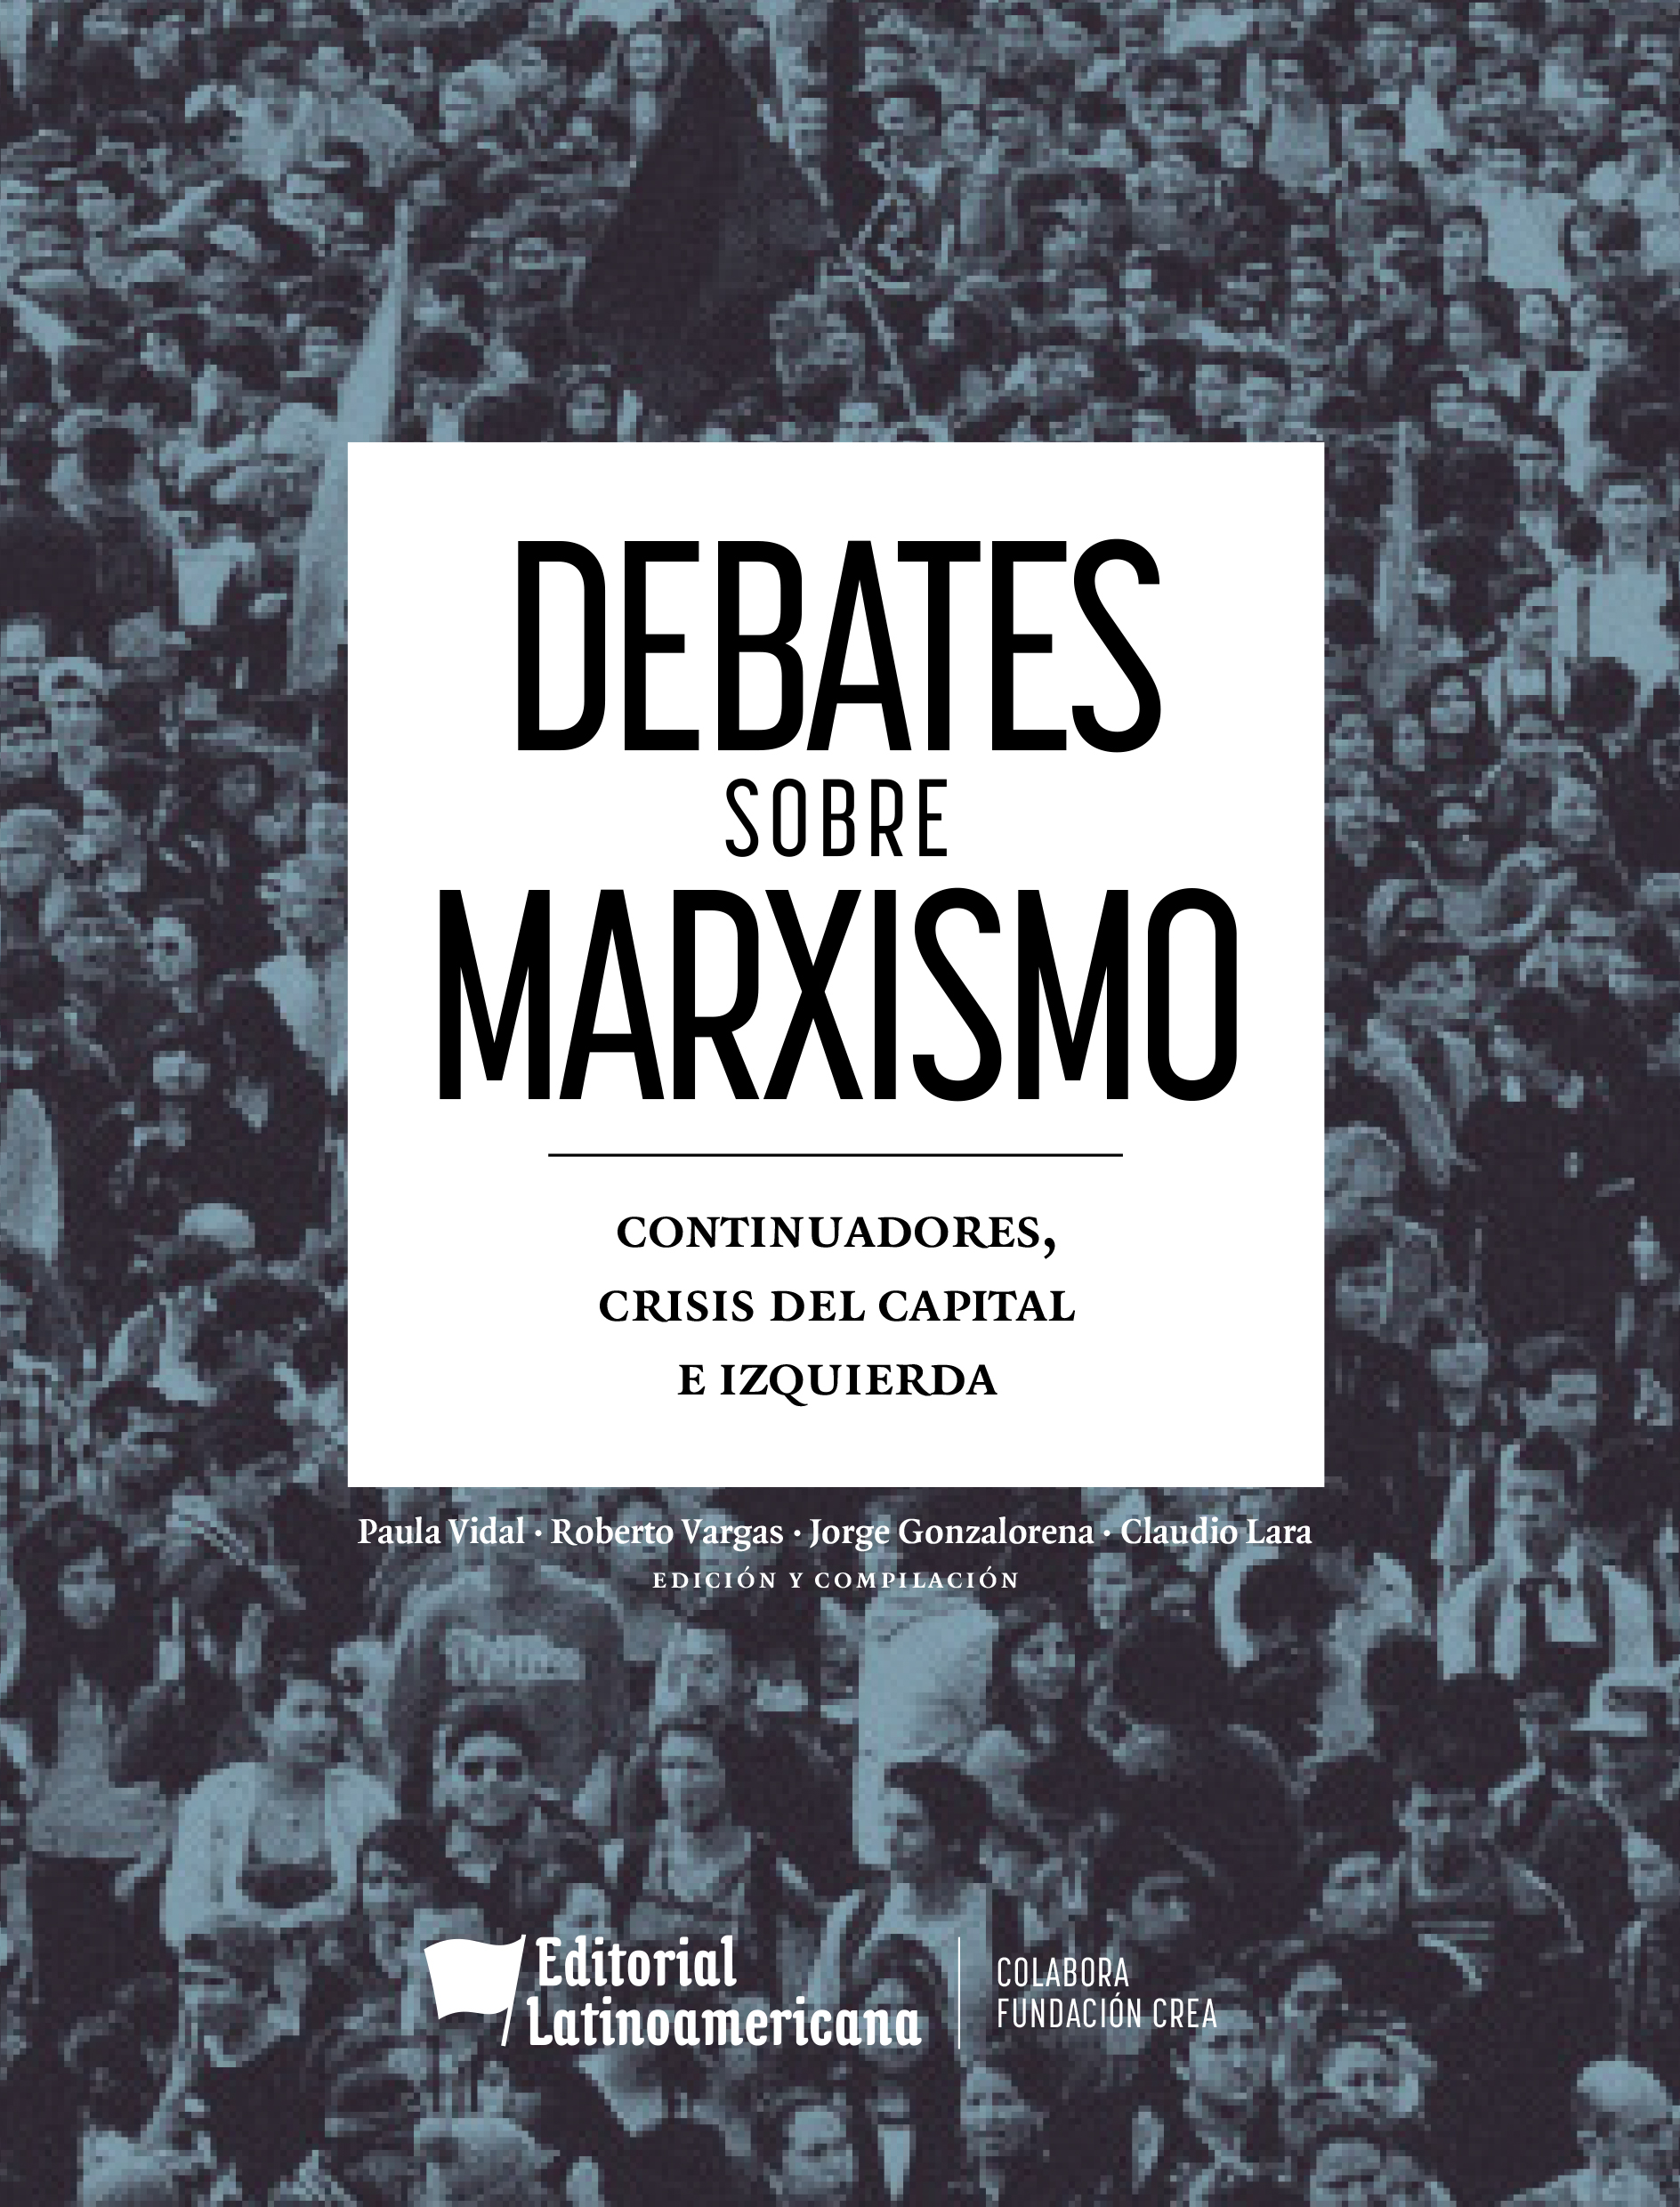 DEBATES
SOBRE
MARXISMO
CONTINUADORES,
CRISIS DEL CAPITAL
E IZQUIERDA
Paula Vidal · Roberto Vargas · Jorge Gonzalorena · Claudio Lara
EDICIÓN Y COMPILACIÓN
Editorial
Latinoamericana
COLABORA
FUNDACIÓN CREA